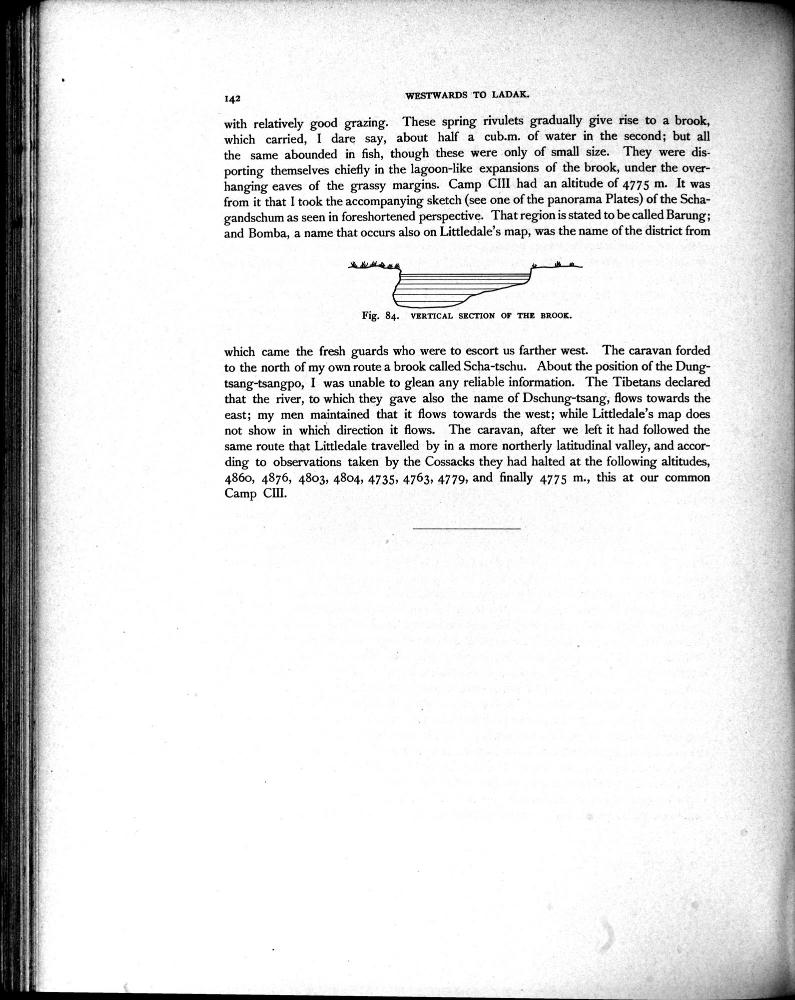 142 WESTWARDS TO LADAK.
with relatively good grazing. These spring rivulets gradually give rise to a brook,
which carried, I dare say, about half a cub.m. of water in the second; but all
the same abounded in fish, though these were only of small size. They were dis-
porting themselves chiefly in the lagoon-like expansions of the brook, under the over-
hanging eaves of the grassy margins. Camp CIII had an altitude of 4775 m. It was
from it that I took the accompanying sketch (see one of the panorama Plates) of the Scha-
gandschum as seen in foreshortened perspective. That region is stated to be called Barung;
and Bomba, a name that occurs also on Littledale's map, was the name of the district from
Fig. 84. VERTICAL SECTION OF THE BROOK.
which came the fresh guards who were to escort us farther west. The caravan forded
to the north of my own route a brook called Scha-tschu. About the position of the Dung-
tsang-tsangpo, I was unable to glean any reliable information. The Tibetans declared
that the river, to which they gave also the name of Dschung-tsang, flows towards the
east; my men maintained that it flows towards the west; while Littledale's map does
not show in which direction it flows. The caravan, after we left it had followed the
same route that Littledale travelled by in a more northerly latitudinal valley, and accor-
ding to observations taken by the Cossacks they had halted at the following altitudes,
4860, 4876, 4803, 4804, 4735, 4763, 4779, and finally 4775 m., this at our common
Camp CIII.